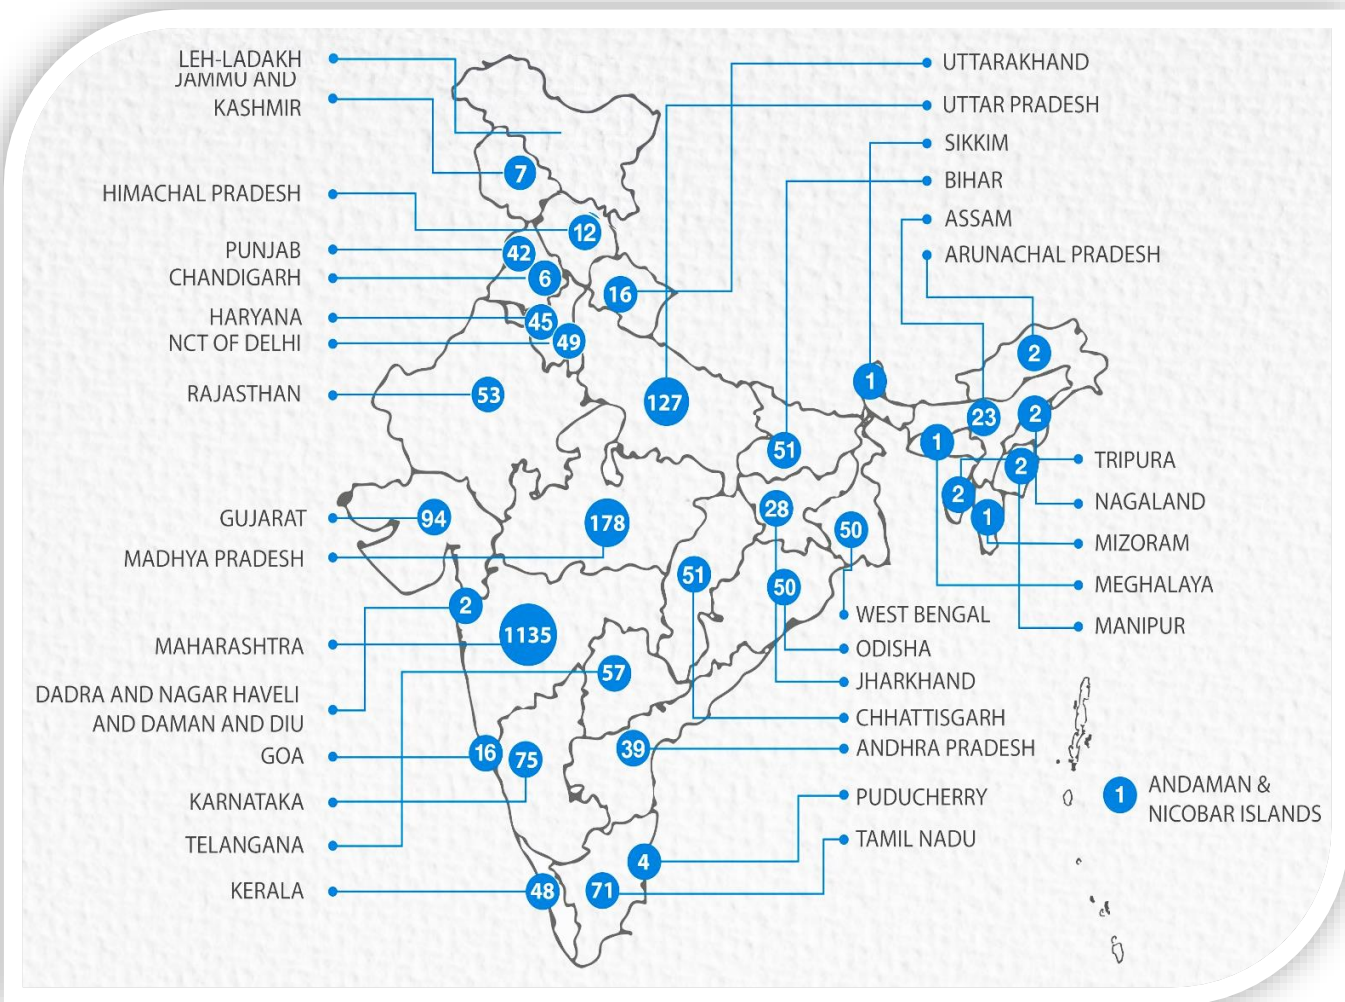 LEH-LADAKH
JAMMU AND
KASHMIR
HIMACHAL PRADESH
PUNJAB
CHANDIGARH
HARYANA
NCT OF DELHI
RAJASTHAN
GUJARAT
MADHYA PRADESH
MAHARASHTRA
DADRA AND NAGAR HAVELI
AND DAMAN AND DIU
GOA
KARNATAKA
TELANGANA
KERALA
7
12
42
6
16
45
49
53
127
1
2
51
23
2
1
2
94
178
28
50
2
1
51
50
2
1135
57
16
75
39
4
48
71
UTTARAKHAND
UTTAR PRADESH
SIKKIM
BIHAR
ASSAM
ARUNACHAL PRADESH
TRIPURA
NAGALAND
MIZORAM
MEGHALAYA
MANIPUR
WEST BENGAL
ODISHA
JHARKHAND
CHHATTISGARH
ANDHRA PRADESH
PUDUCHERRY
TAMIL NADU
1
ANDAMAN &
NICOBAR ISLANDS